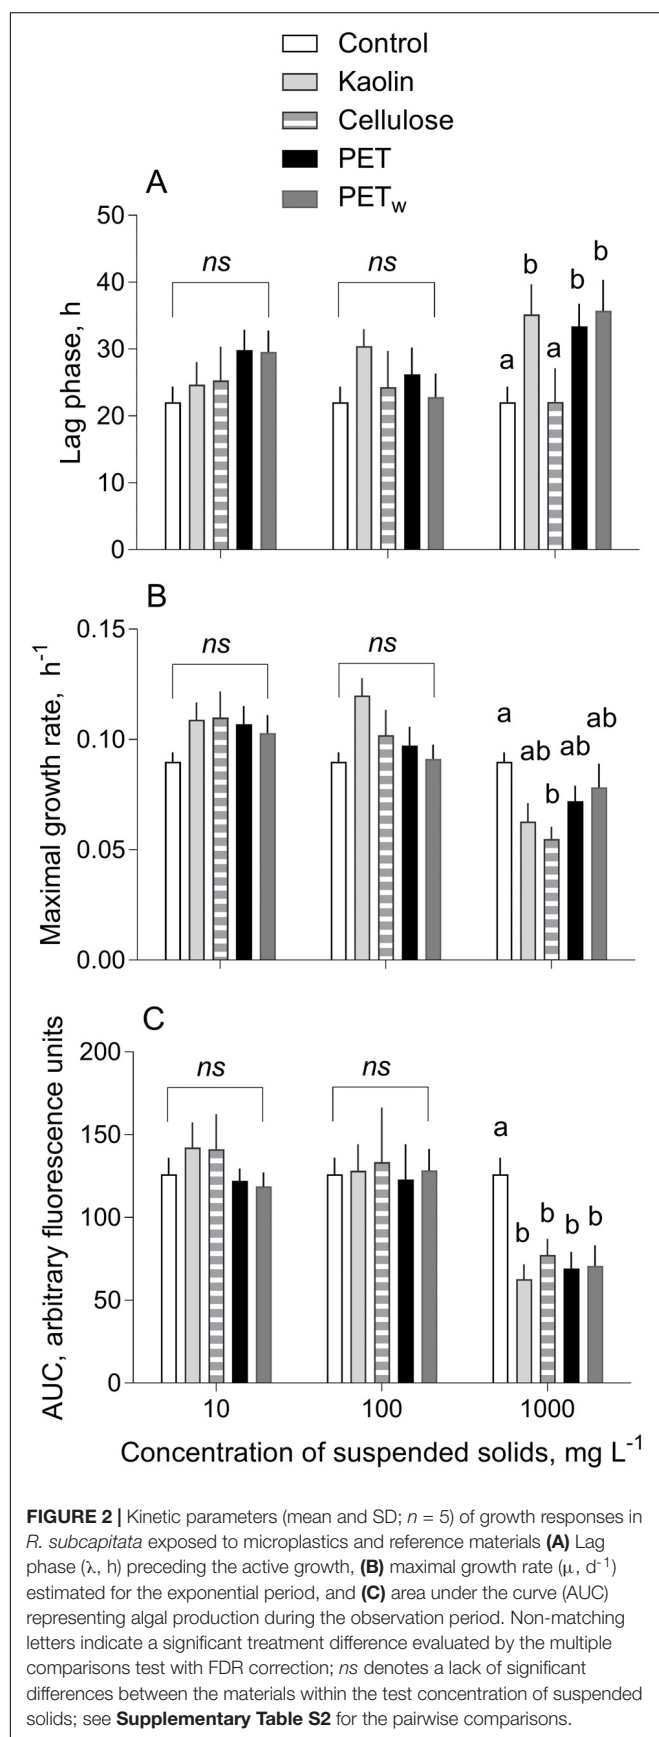 Control
Kaolin
Cellulose
PET
PETw
A
50
40
30
20
10
0
Lag phase, h
ns
ns
a
b
a
b
b
B
0.15
0.10
0.05
0.00
Maximal growth rate, h-1
ns
ns
a
ab
b
ab
ab
C
200
150
100
50
0
AUC, arbitrary fluorescence units
ns
ns
a
b
b
b
b
10 100 1000
Concentration of suspended solids, mg L-1
FIGURE 2 | Kinetic parameters (mean and SD; n = 5) of growth responses in
R. subcapitata exposed to microplastics and reference materials (A) Lag
phase (λ, h) preceding the active growth, (B) maximal growth rate (μ, d-1)
estimated for the exponential period, and (C) area under the curve (AUC)
representing algal production during the observation period. Non-matching
letters indicate a significant treatment difference evaluated by the multiple
comparisons test with FDR correction; ns denotes a lack of significant
differences between the materials within the test concentration of suspended
solids; see Supplementary Table S2 for the pairwise comparisons.